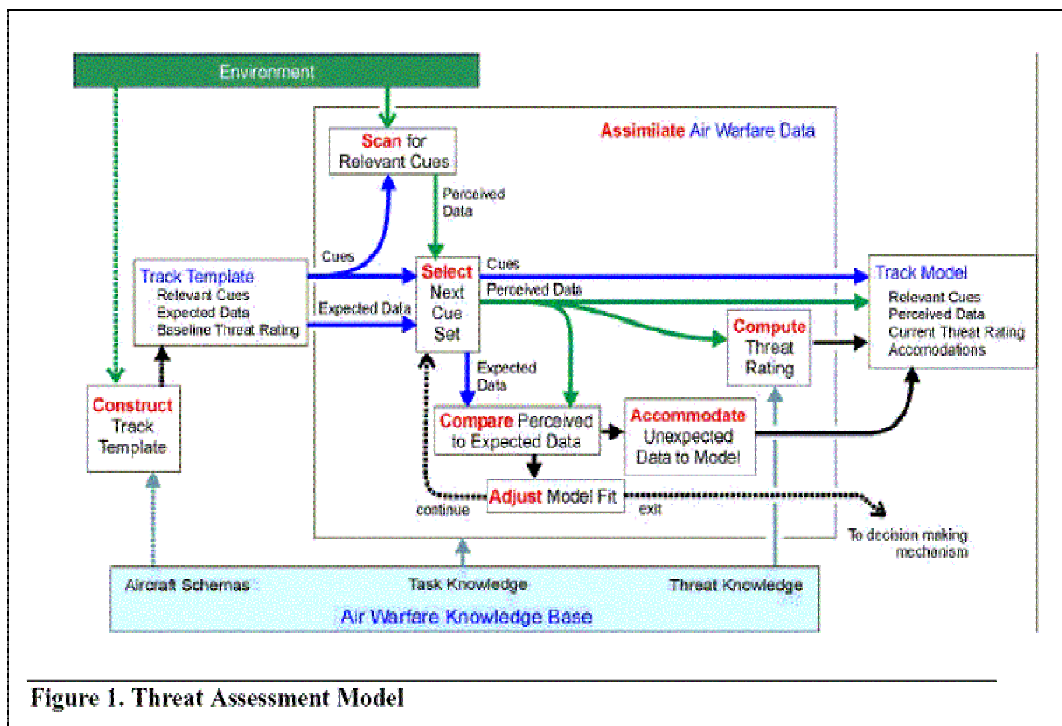 Environment
Assimilate Air Warfare Data
Scan for
Relevant Cues
Perceived
Data
Cues
Track Template
Relevant Cues
Expected Data
Baseline Threat Rating
Expected Data
Select
Next
Cue
Set
Cues
Perceived Data
Track Model
Relevant Cues
Perceived Data
Current Threat Rating
Accomodations
Compute
Threat
Rating
Expected
Data
Construct
Track
Template
Compare Perceived
to Expected Data
Accommodate
Unexpected
Data to Model
Adjust Model Fit
continue
exit
To decision making
mechanism
Aircraft Schemas
Task Knowledge
Threat Knowledge
Air Warfare Knowledge Base
Figure 1. Threat Assessment Model